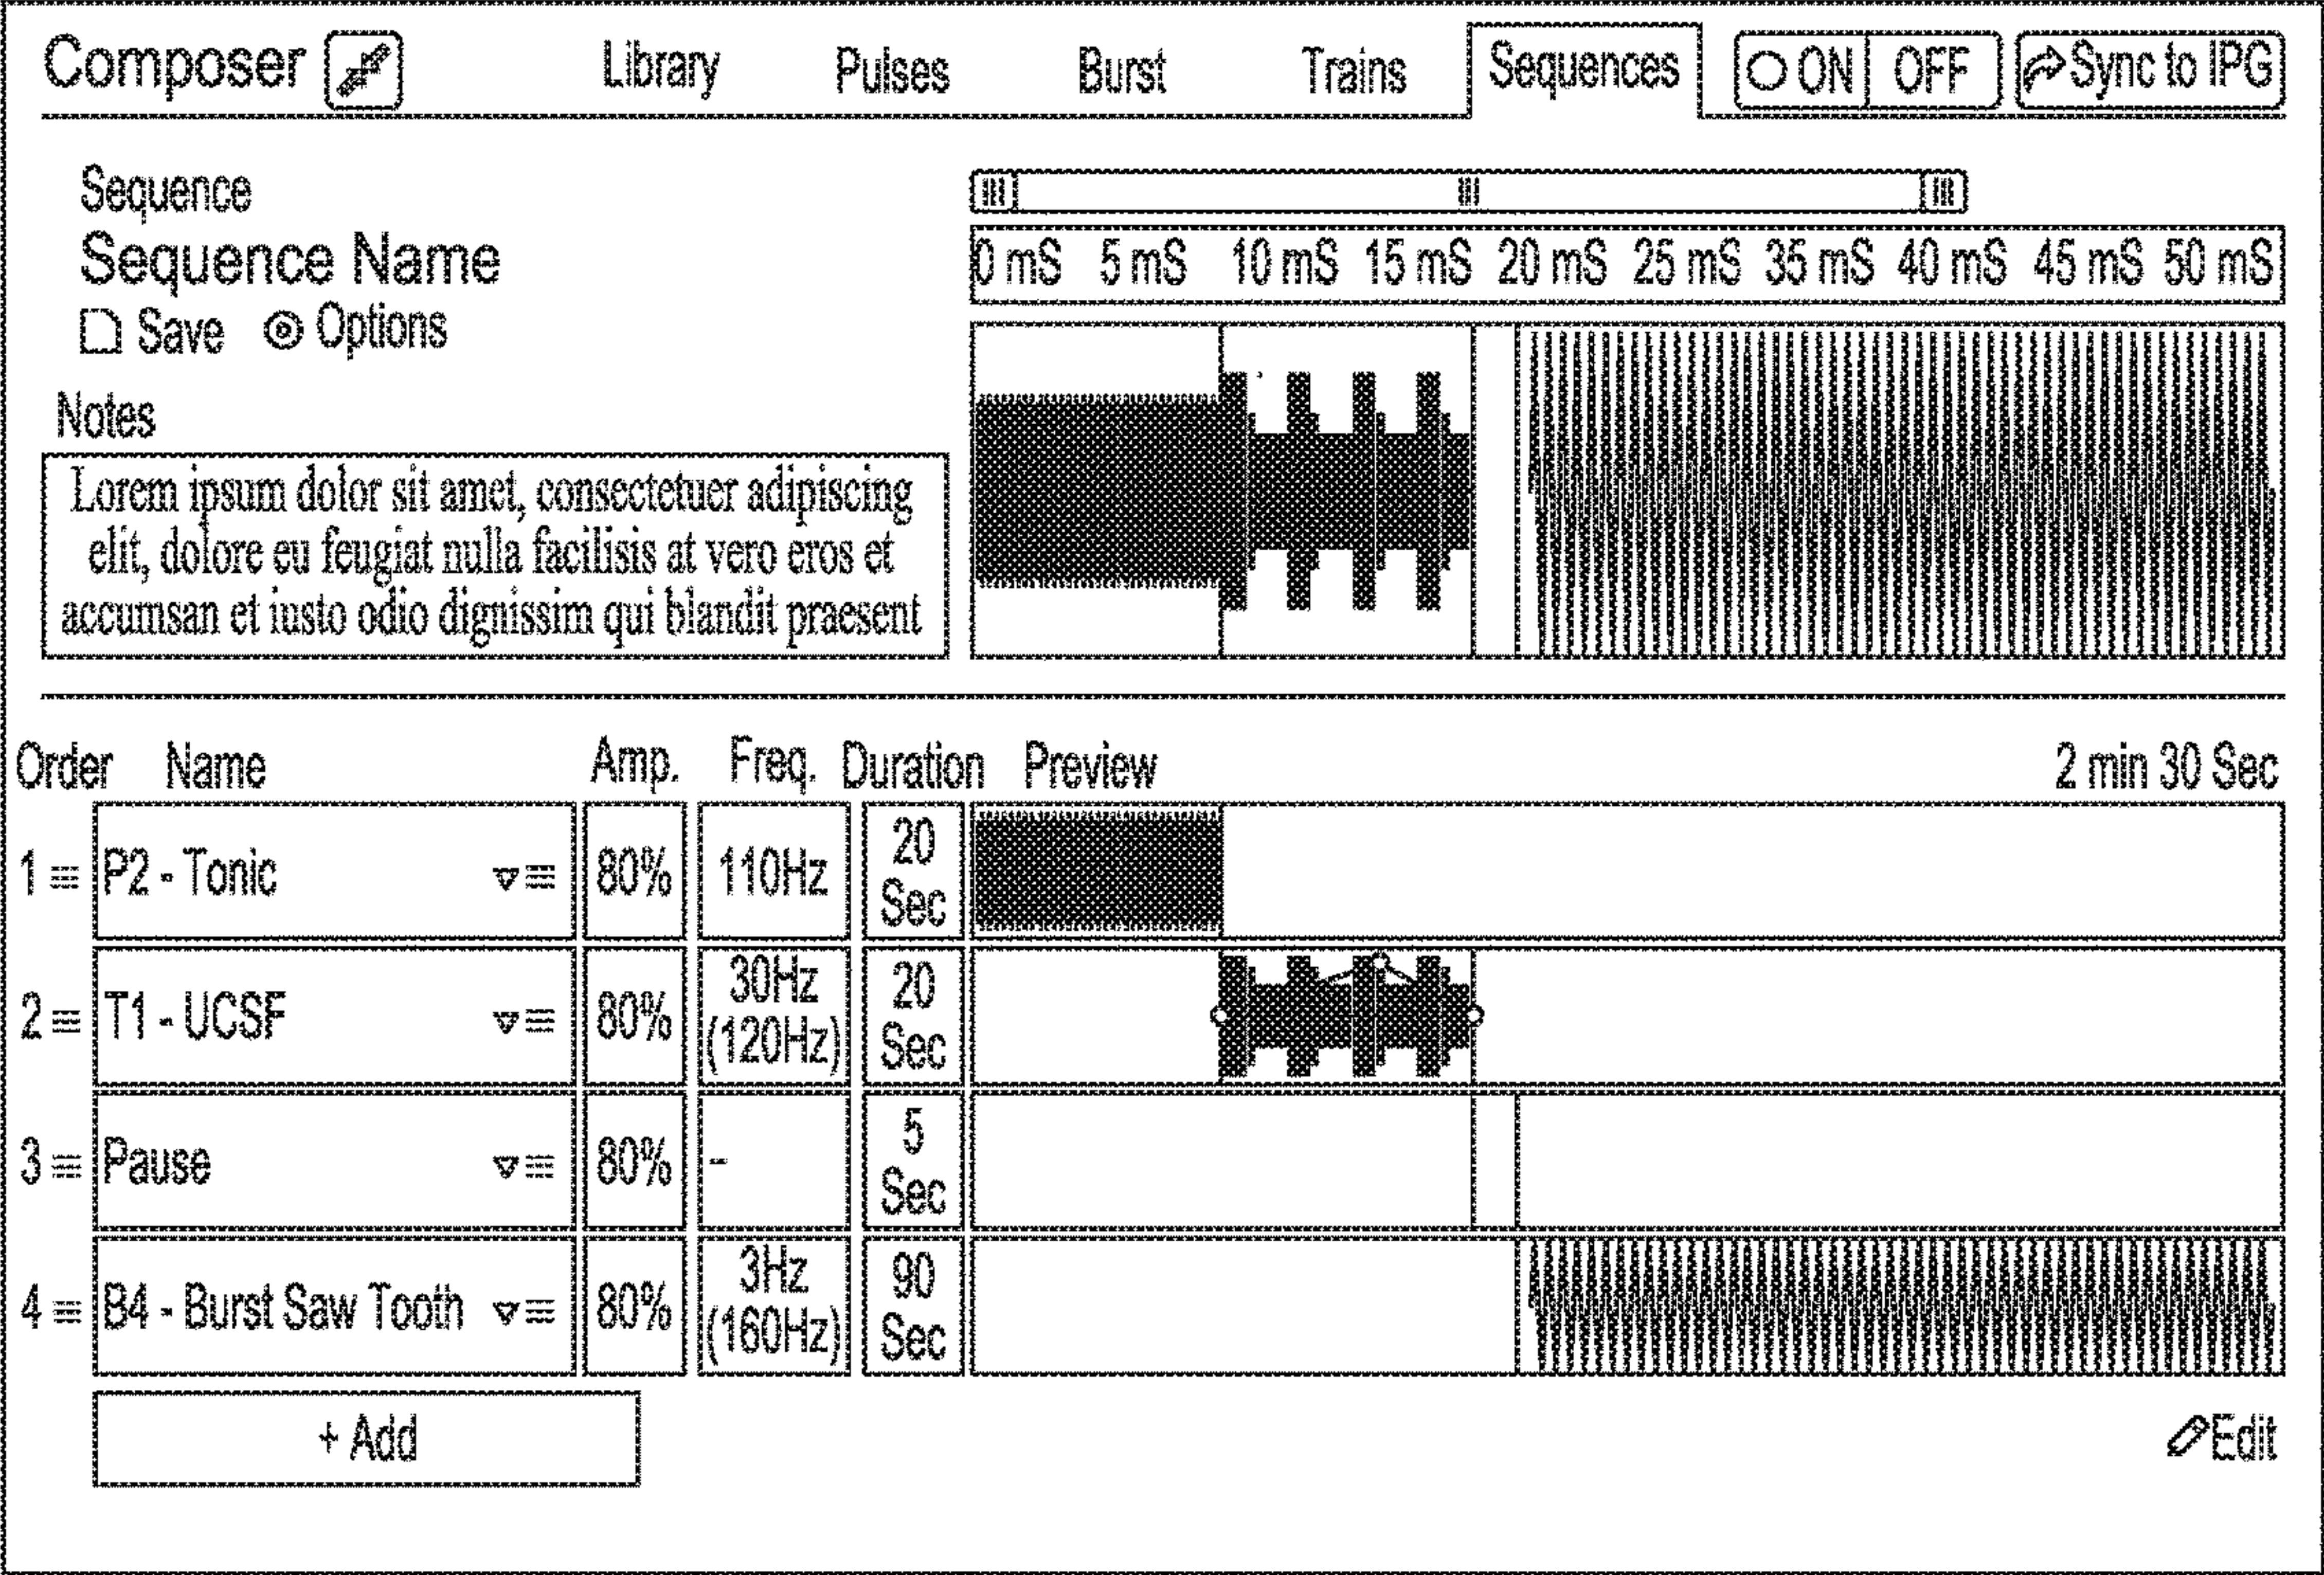 Composer Library Pulses Burst Trains Sequences ON OFF Sync to IPG
Sequence
Sequence Name
Save Options
0 mS 5 mS 10 mS 15 mS 20 mS 25 mS 35 mS 40 mS 45 mS 50 mS
Notes
Lorem ipsum dolor sit amet, consectetuer adipiscing
elit, dolore eu feugiat nulla facilisis at vero eros et
accumsan et iusto odio dignissim qui blandit praesent
Order Name Amp. Freq. Duration Preview 2 min 30 Sec
1 P2 - Tonic 80% 110Hz 20 Sec
2 T1 - UCSF 80% 30Hz (120Hz) 20 Sec
3 Pause 80% - 5 Sec
4 B4 - Burst Saw Tooth 80% 3Hz (160Hz) 90 Sec
+ Add Edit